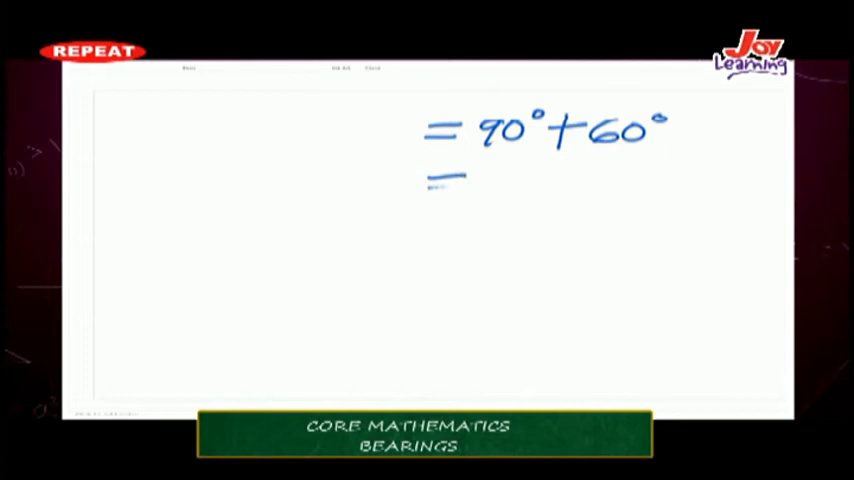 REPEAT
Joy
Learning
= 90° + 60°
=
CORE MATHEMATICS
BEARINGS